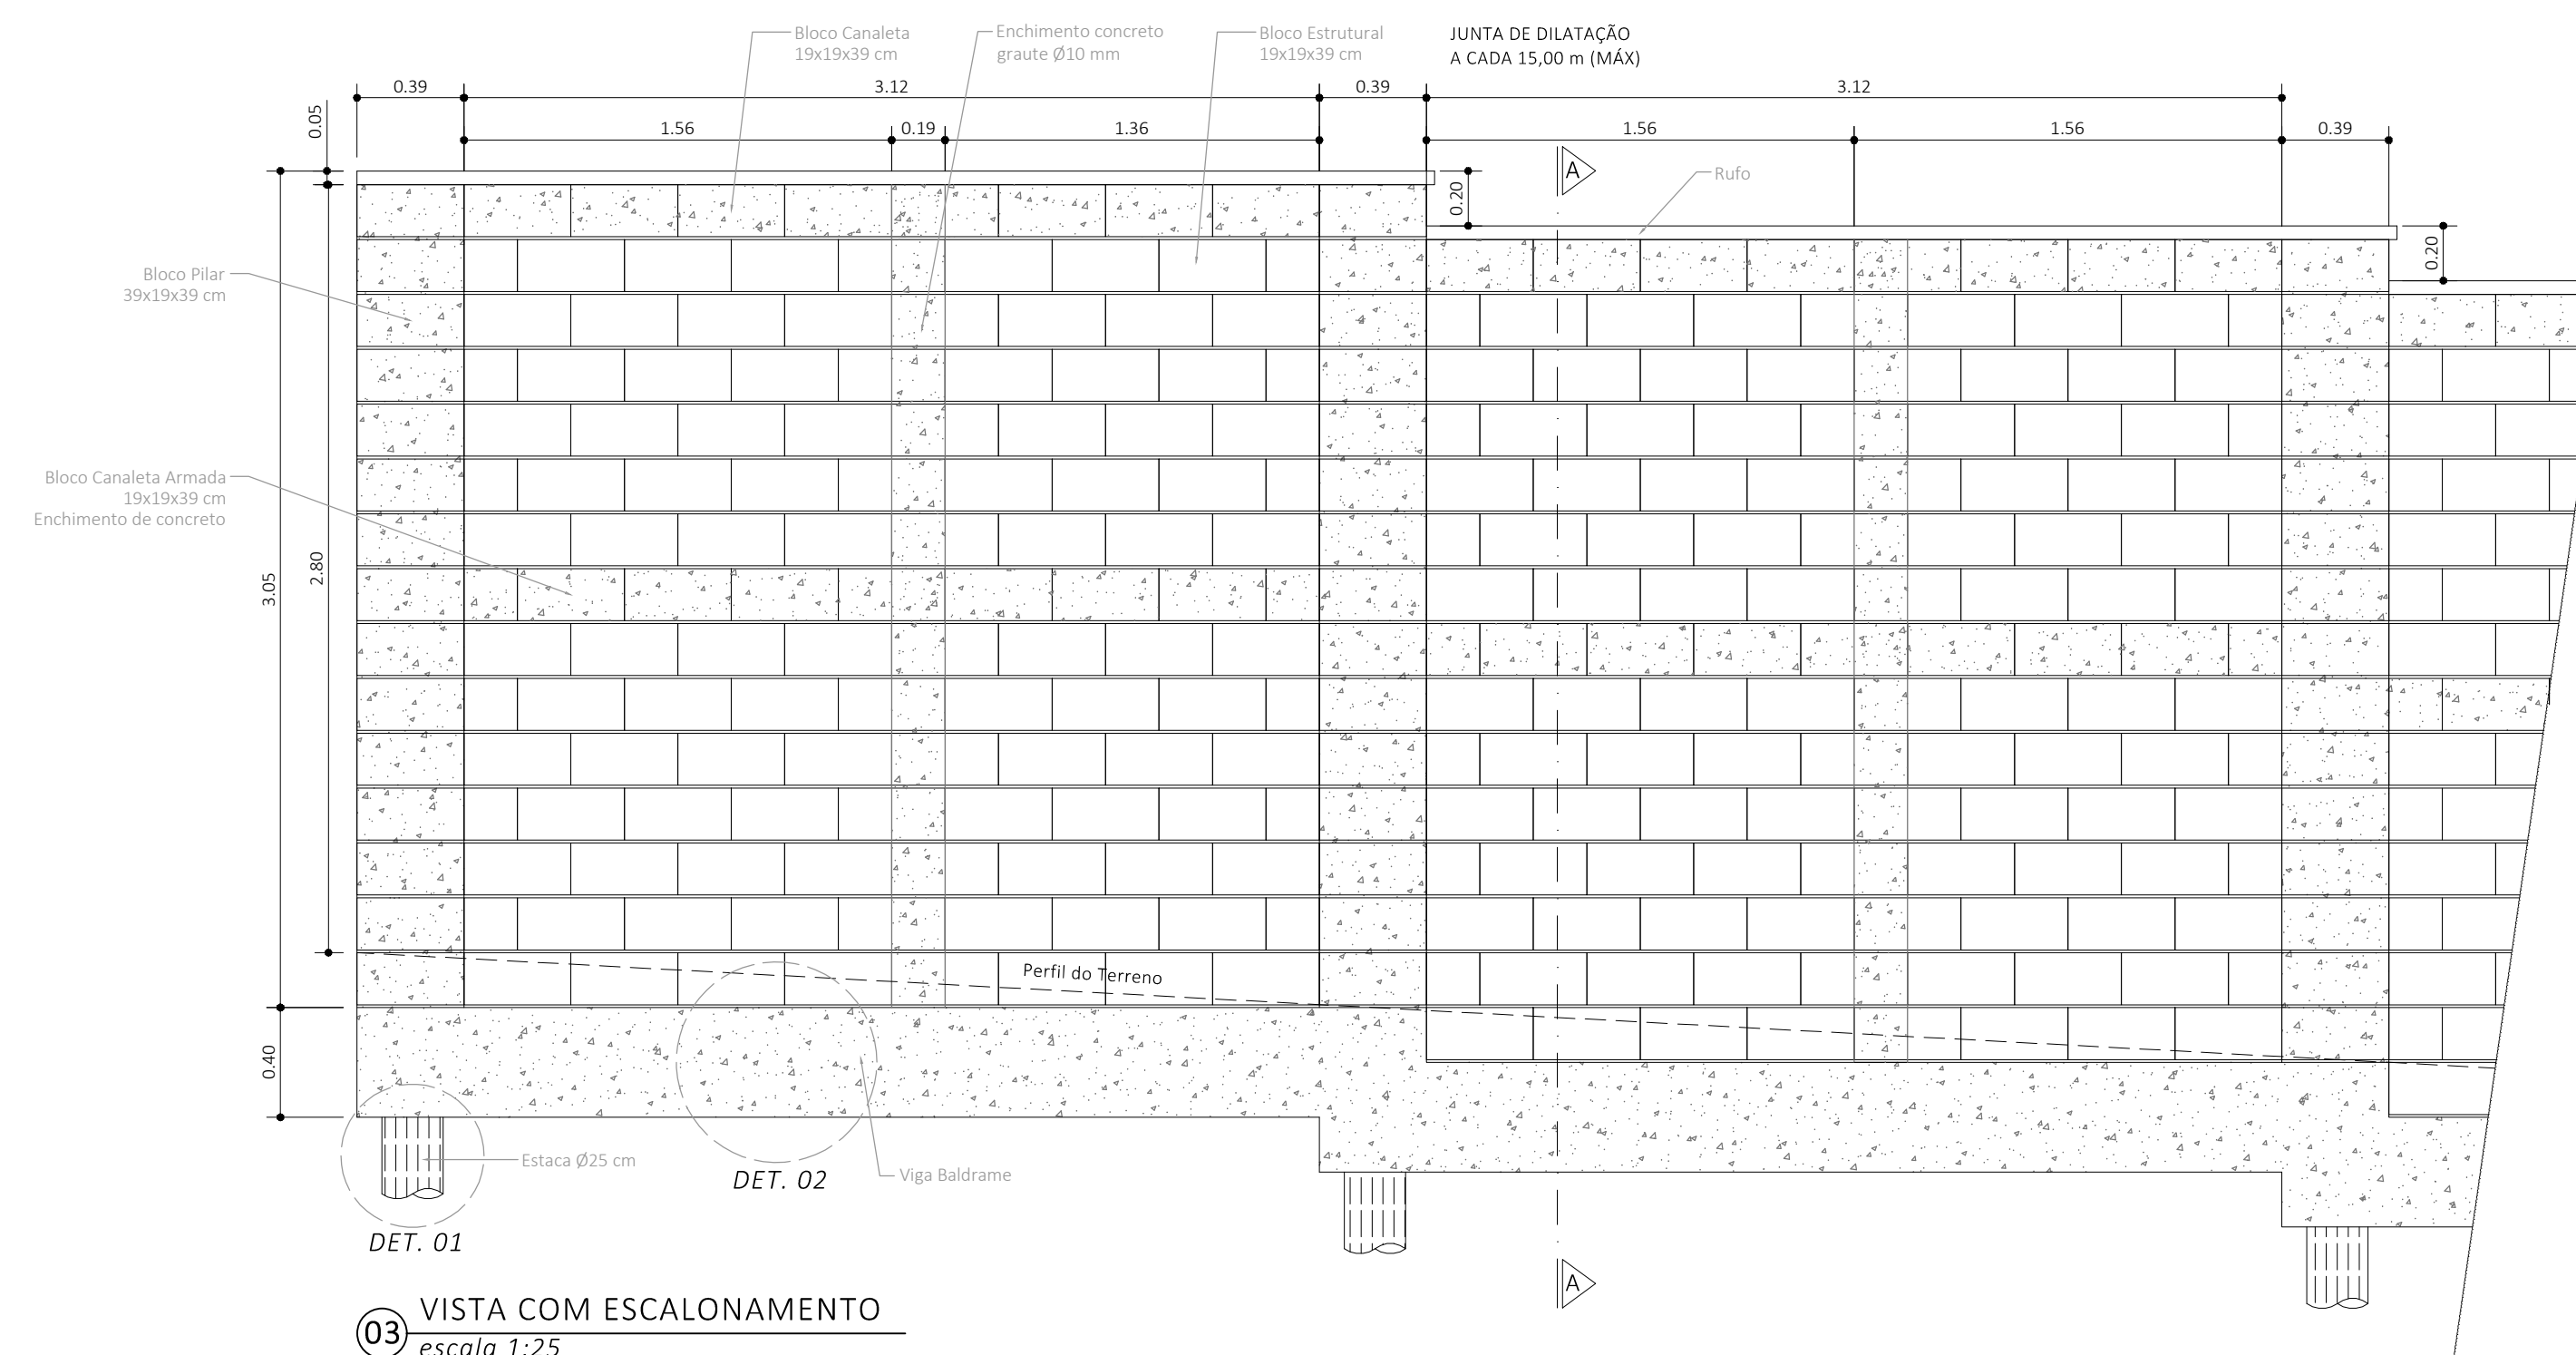 Bloco Canaleta
19x19x39 cm
Enchimento concreto
graute Ø10 mm
Bloco Estrutural
19x19x39 cm
JUNTA DE DILATAÇÃO
A CADA 15,00 m (MÁX)
0.39
3.12
0.39
3.12
0.05
1.56
0.19
1.36
1.56
1.56
0.39
A
Rufo
0.20
0.20
Bloco Pilar
39x19x39 cm
Bloco Canaleta Armada
19x19x39 cm
Enchimento de concreto
3.05
2.80
Perfil do Terreno
0.40
Estaca Ø25 cm
DET. 02
Viga Baldrame
DET. 01
A
03
VISTA COM ESCALONAMENTO
escala 1:25